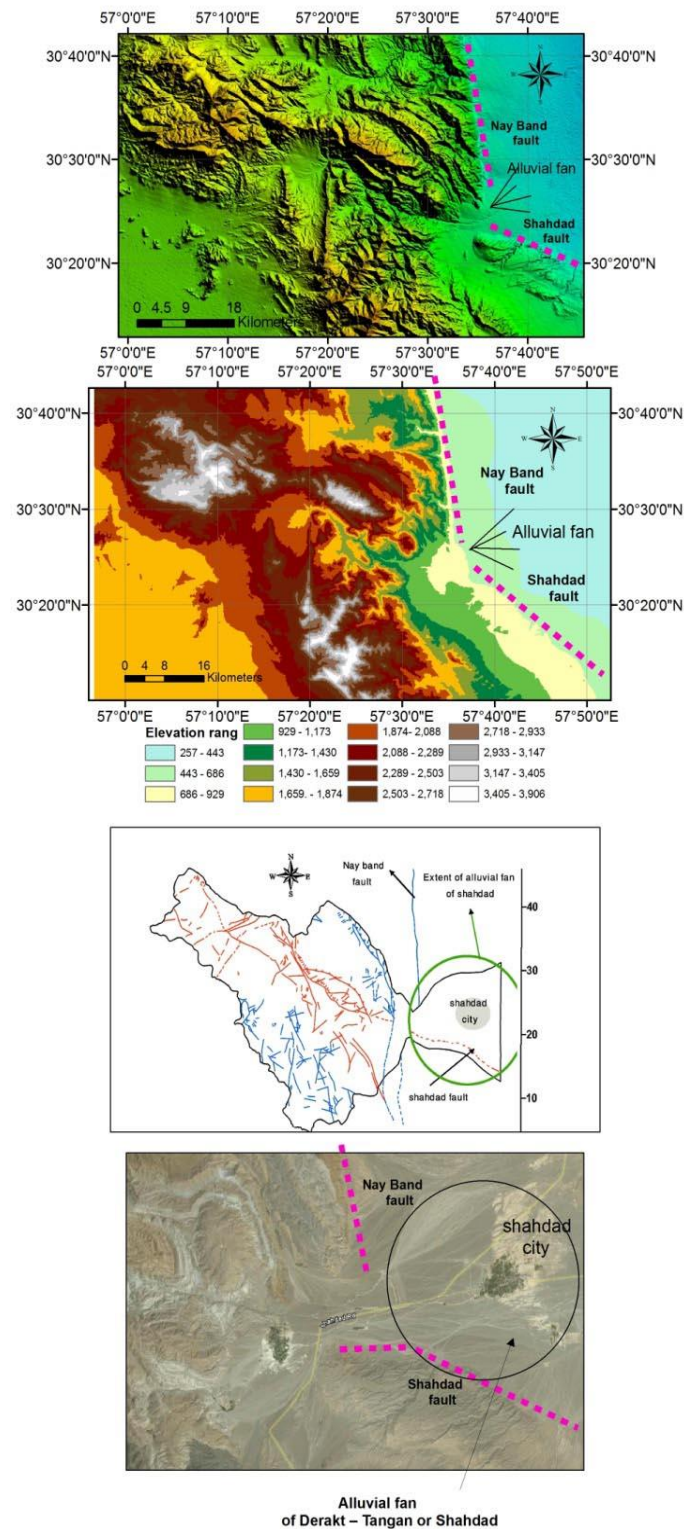 57°0'0"E 57°10'0"E 57°20'0"E 57°30'0"E 57°40'0"E
30°40'0"N
30°30'0"N
30°20'0"N
N
W E
S
Nay Band
fault
Alluvial fan
Shahdad
fault
0 4.5 9 18
Kilometers
30°40'0"N
30°30'0"N
30°20'0"N
57°0'0"E 57°10'0"E 57°20'0"E 57°30'0"E 57°40'0"E
57°0'0"E 57°10'0"E 57°20'0"E 57°30'0"E 57°40'0"E 57°50'0"E
30°40'0"N
30°30'0"N
30°20'0"N
N
W E
S
Nay Band
fault
Alluvial fan
Shahdad
fault
0 4 8 16
Kilometers
30°40'0"N
30°30'0"N
30°20'0"N
57°0'0"E 57°10'0"E 57°20'0"E 57°30'0"E 57°40'0"E 57°50'0"E
Elevation rang
257 - 443
443 - 686
686 - 929
929 - 1,173
1,173- 1,430
1,430 - 1,659
1,659. - 1,874
1,874- 2,088
2,088 - 2,289
2,289 - 2,503
2,503 - 2,718
2,718 - 2,933
2,933 - 3,147
3,147 - 3,405
3,405 - 3,906
N
W E
S
Nay band
fault
Extent of alluvial fan
of shahdad
shahdad
city
shahdad fault
40
30
20
10
Nay Band
fault
shahdad
city
Shahdad
fault
Alluvial fan
of Derakt – Tangan or Shahdad